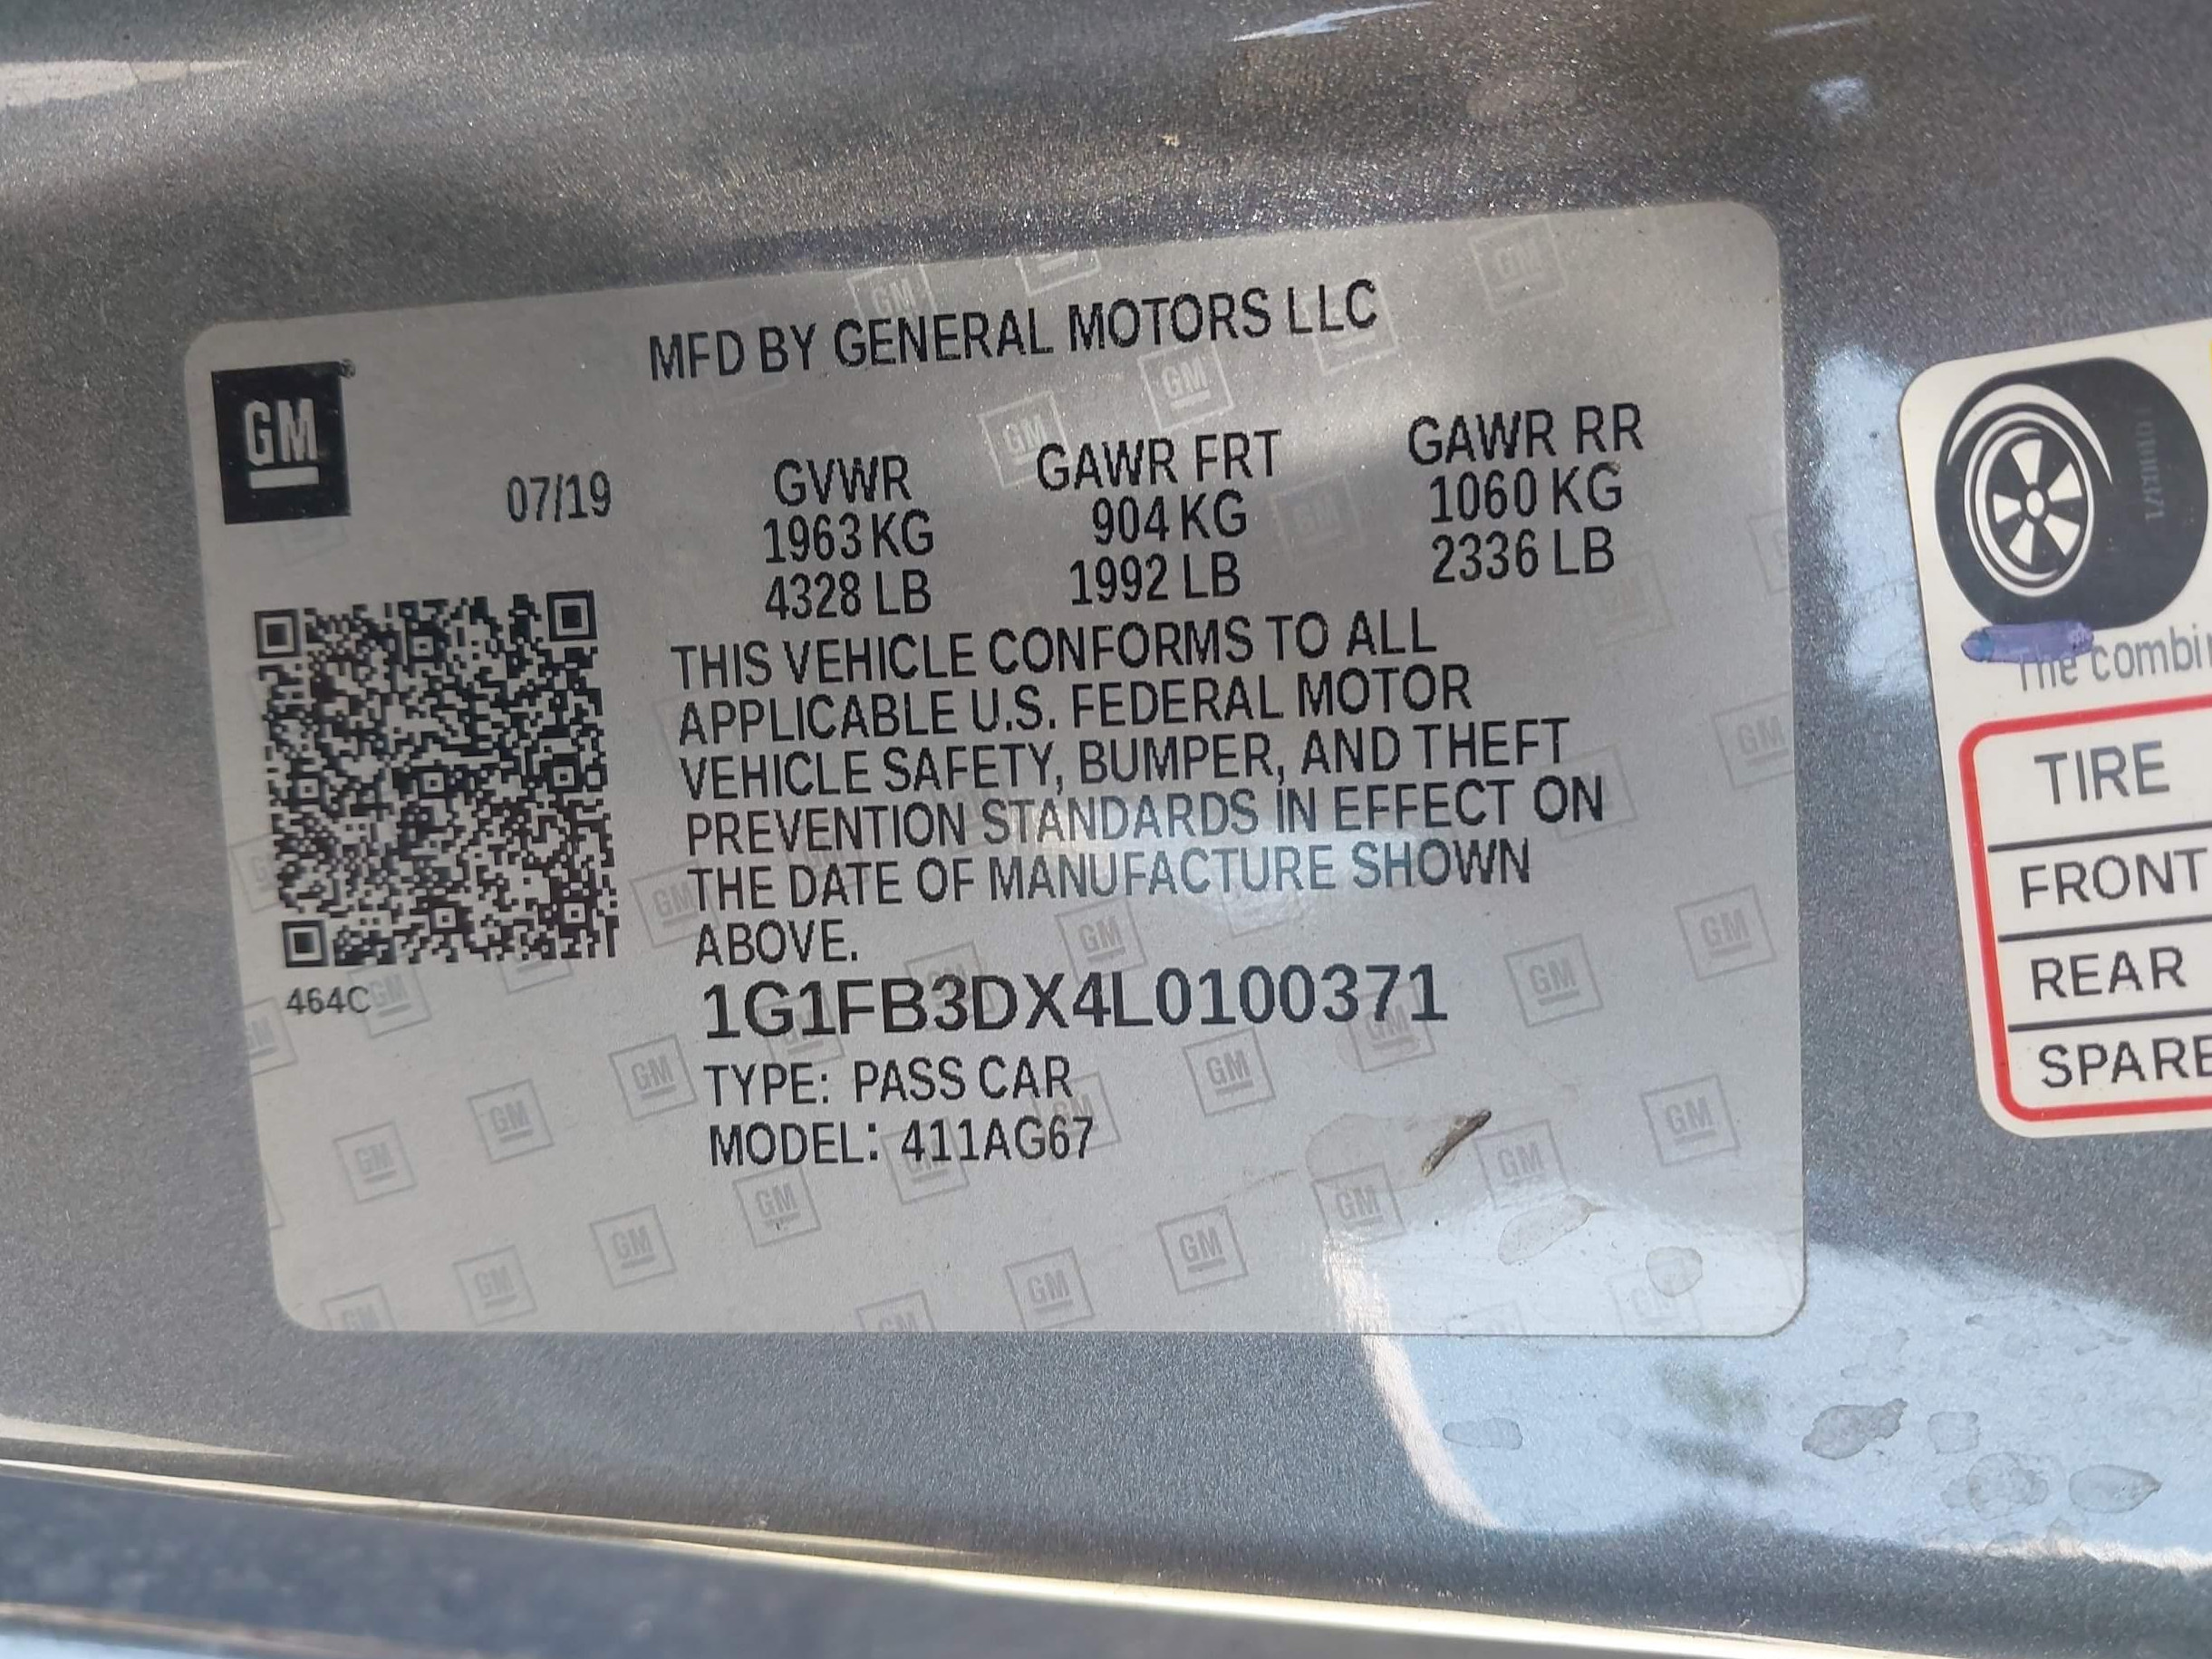 MFD BY GENERAL MOTORS LLC
GM
07/19
GVWR GAWR FRT GAWR RR
1963 KG 904 KG 1060 KG
4328 LB 1992 LB 2336 LB
THIS VEHICLE CONFORMS TO ALL
APPLICABLE U.S. FEDERAL MOTOR
VEHICLE SAFETY, BUMPER, AND THEFT
PREVENTION STANDARDS IN EFFECT ON
THE DATE OF MANUFACTURE SHOWN
ABOVE.
464C
1G1FB3DX4L0100371
TYPE: PASS CAR
MODEL: 411AG67
The combin
TIRE
FRONT
REAR
SPARE